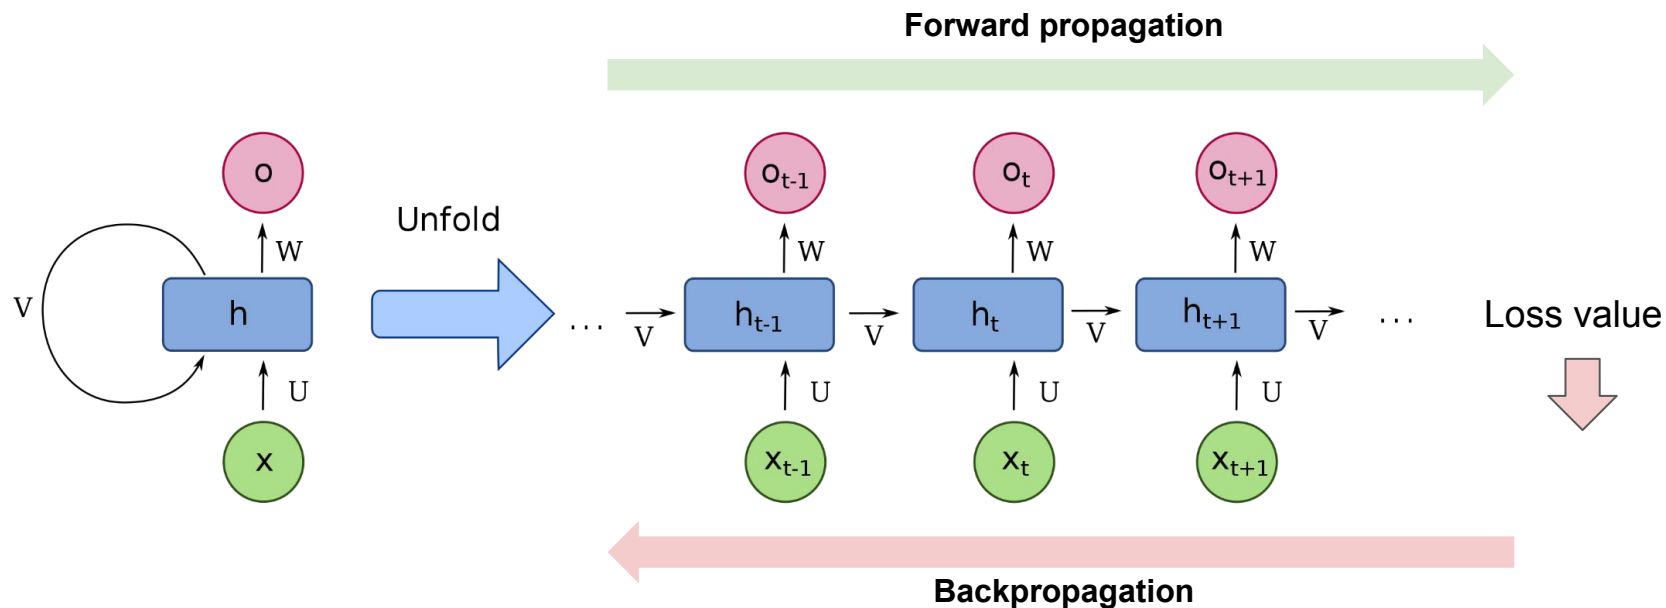 Forward propagation
o
W
Unfold
V
h
U
x
o_{t-1}
o_t
o_{t+1}
W
W
W
...
V
h_{t-1}
V
h_t
V
h_{t+1}
V
...
Loss value
U
U
U
x_{t-1}
x_t
x_{t+1}
Backpropagation